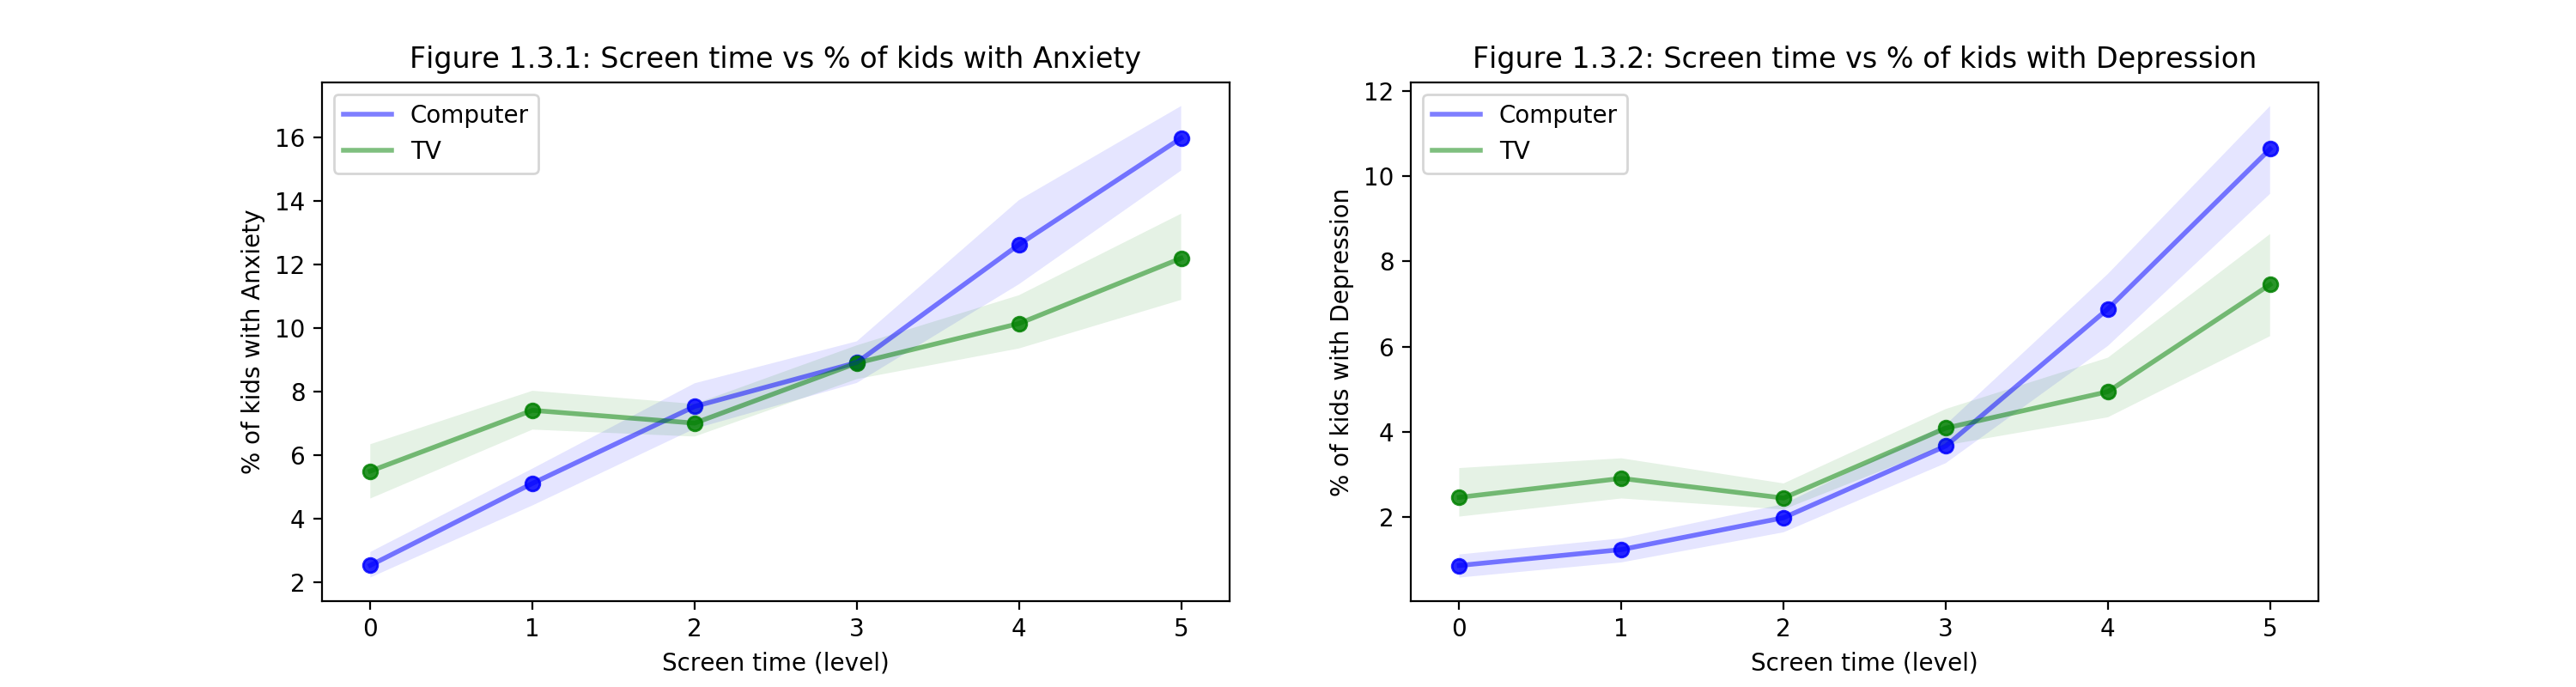 Figure 1.3.1: Screen time vs % of kids with Anxiety
Computer
TV
% of kids with Anxiety
16
14
12
10
8
6
4
2
0 1 2 3 4 5
Screen time (level)
Figure 1.3.2: Screen time vs % of kids with Depression
Computer
TV
% of kids with Depression
12
10
8
6
4
2
0 1 2 3 4 5
Screen time (level)